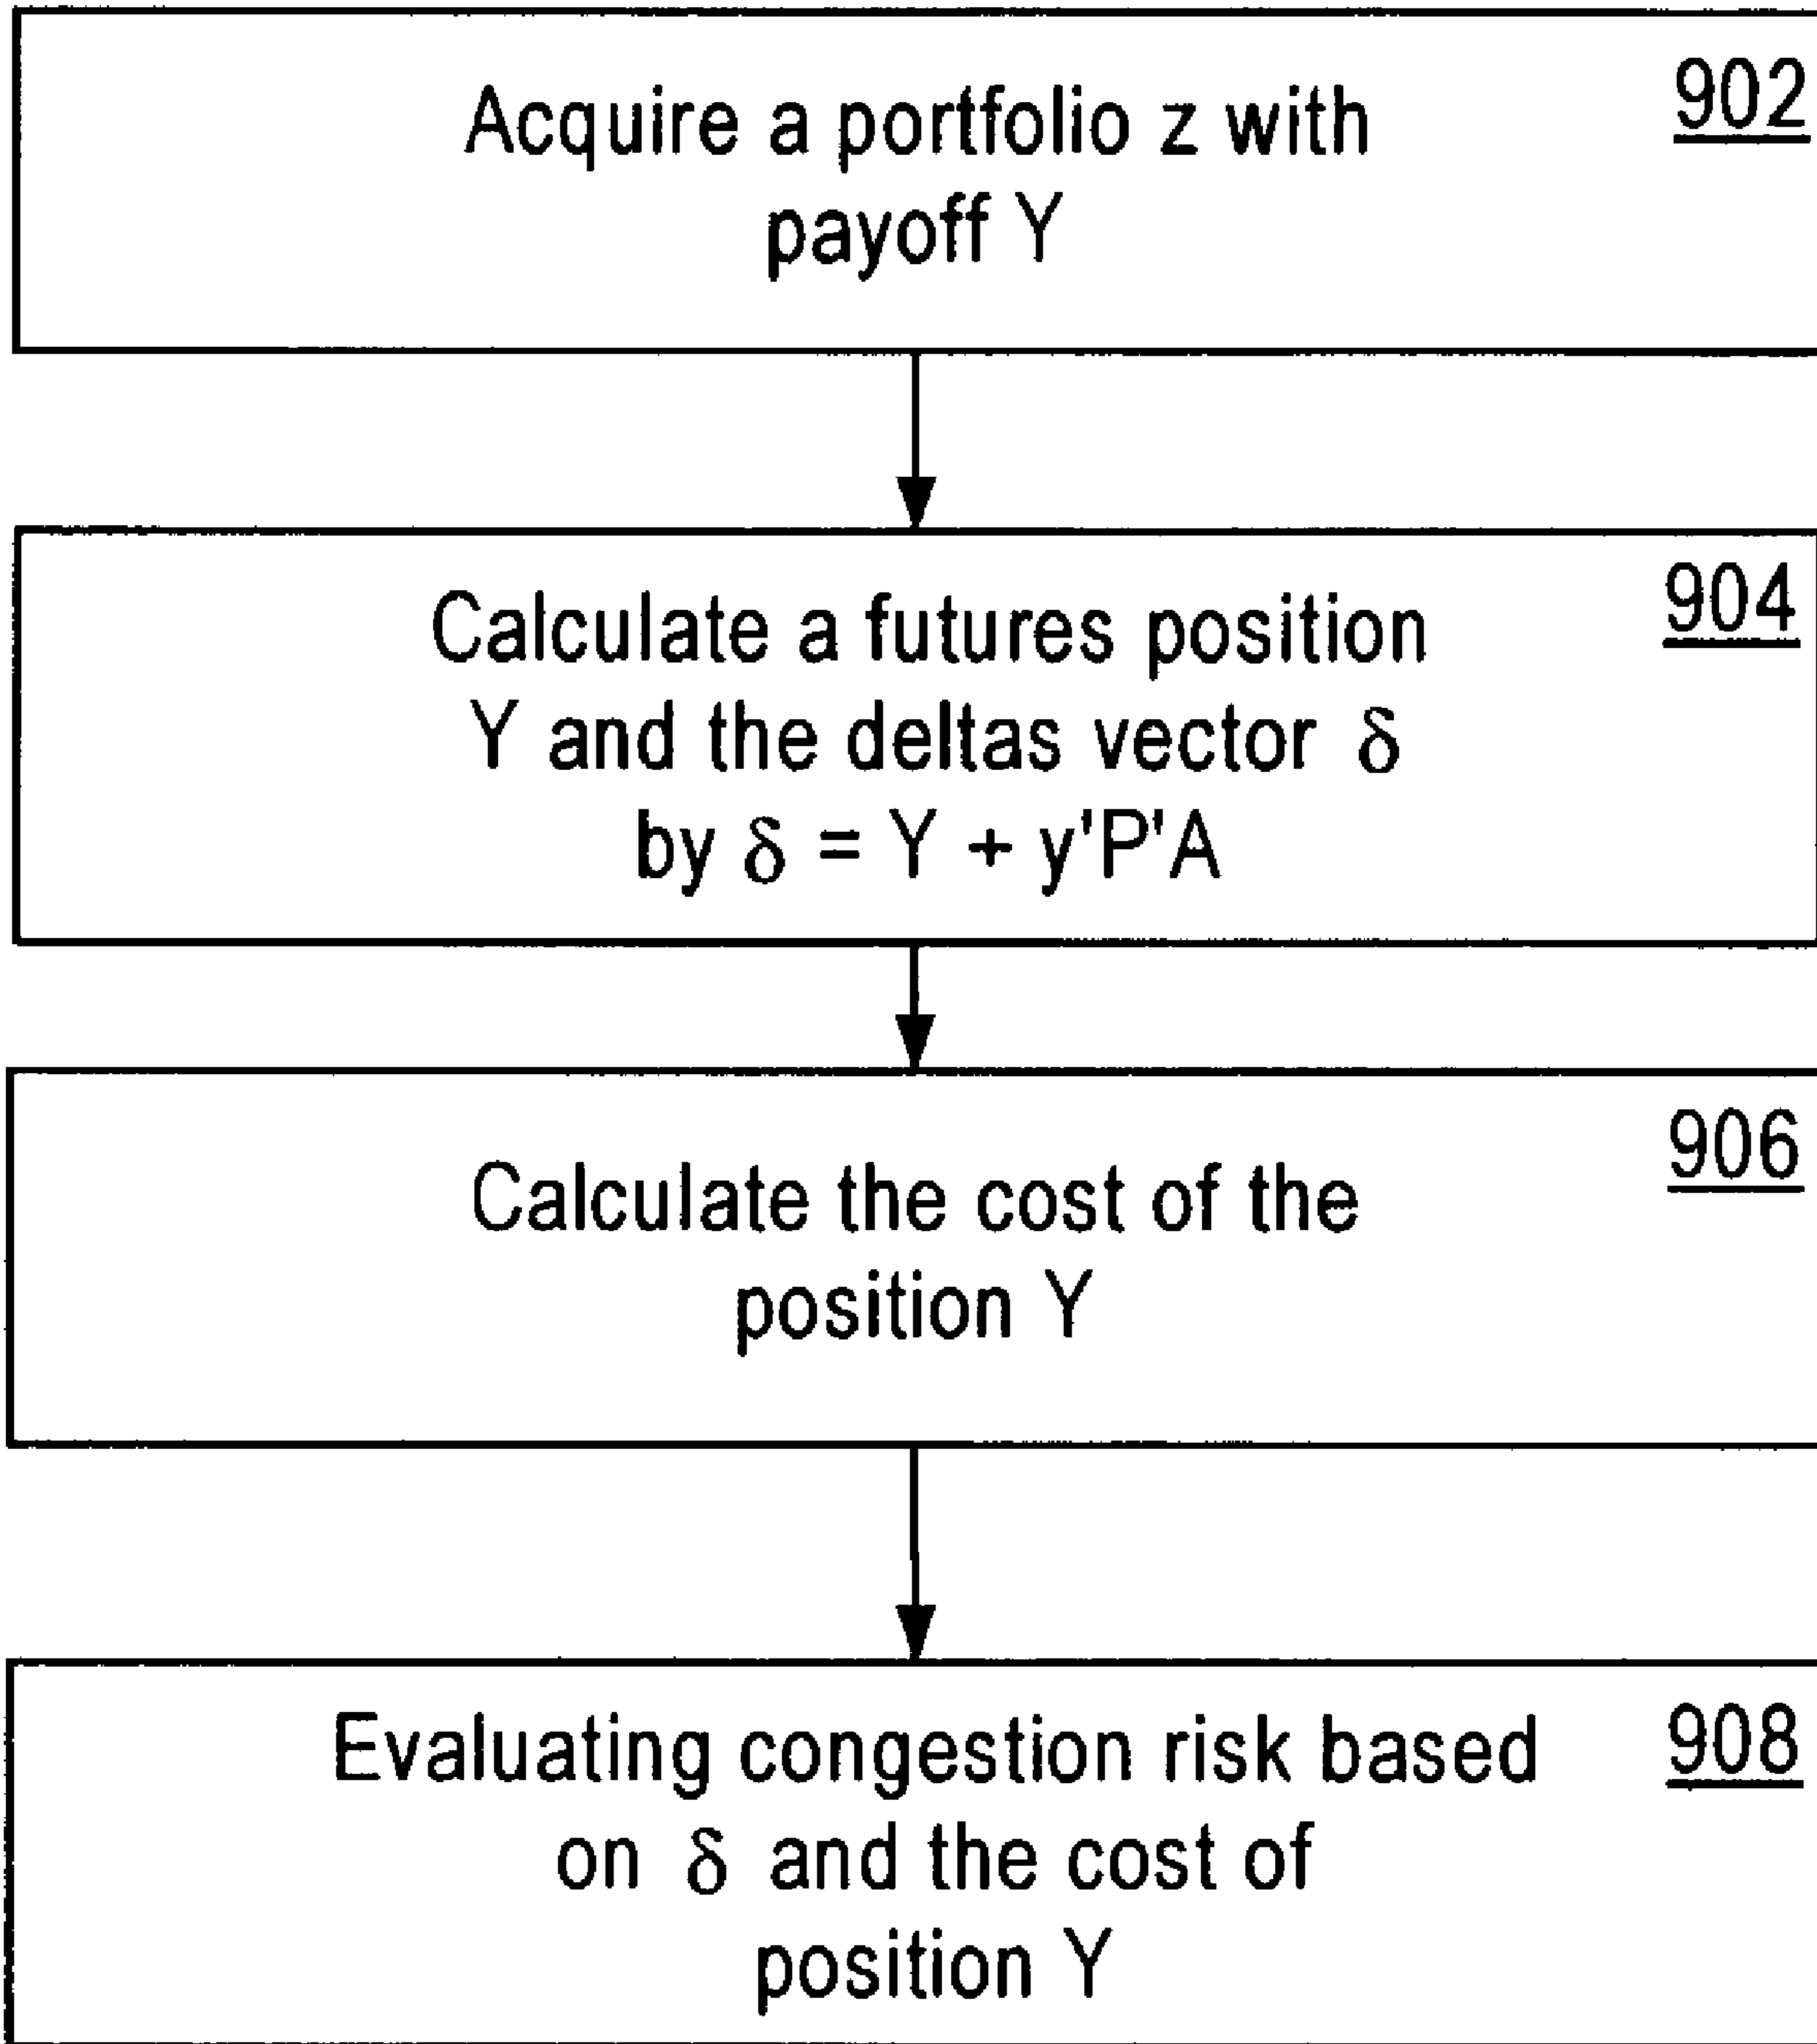 902
Acquire a portfolio z with
payoff Y
904
Calculate a futures position
Y and the deltas vector δ
by δ = Y + y'P'A
906
Calculate the cost of the
position Y
908
Evaluating congestion risk based
on δ and the cost of
position Y